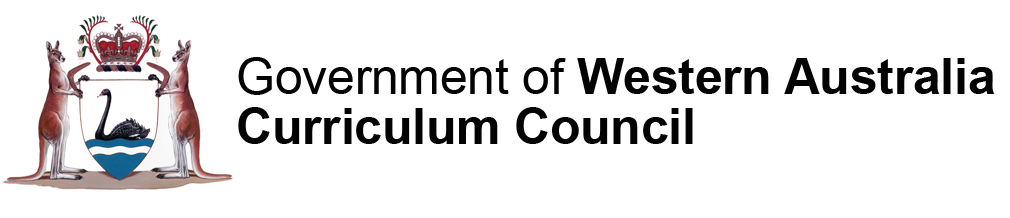 Government of Western Australia
Curriculum Council